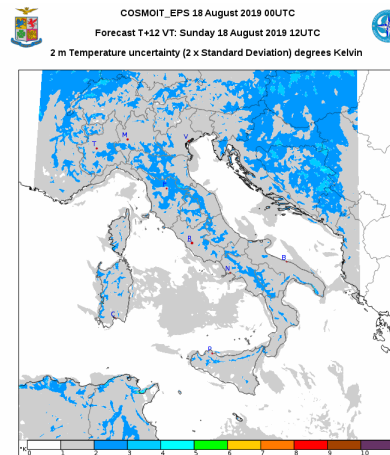 COSMOIT_EPS 18 August 2019 00UTC
Forecast T+12 VT: Sunday 18 August 2019 12UTC
2 m Temperature uncertainty (2 x Standard Deviation) degrees Kelvin
M
V
T
R
B
N
C
P
°K 0 1 2 3 4 5 6 7 8 9 10